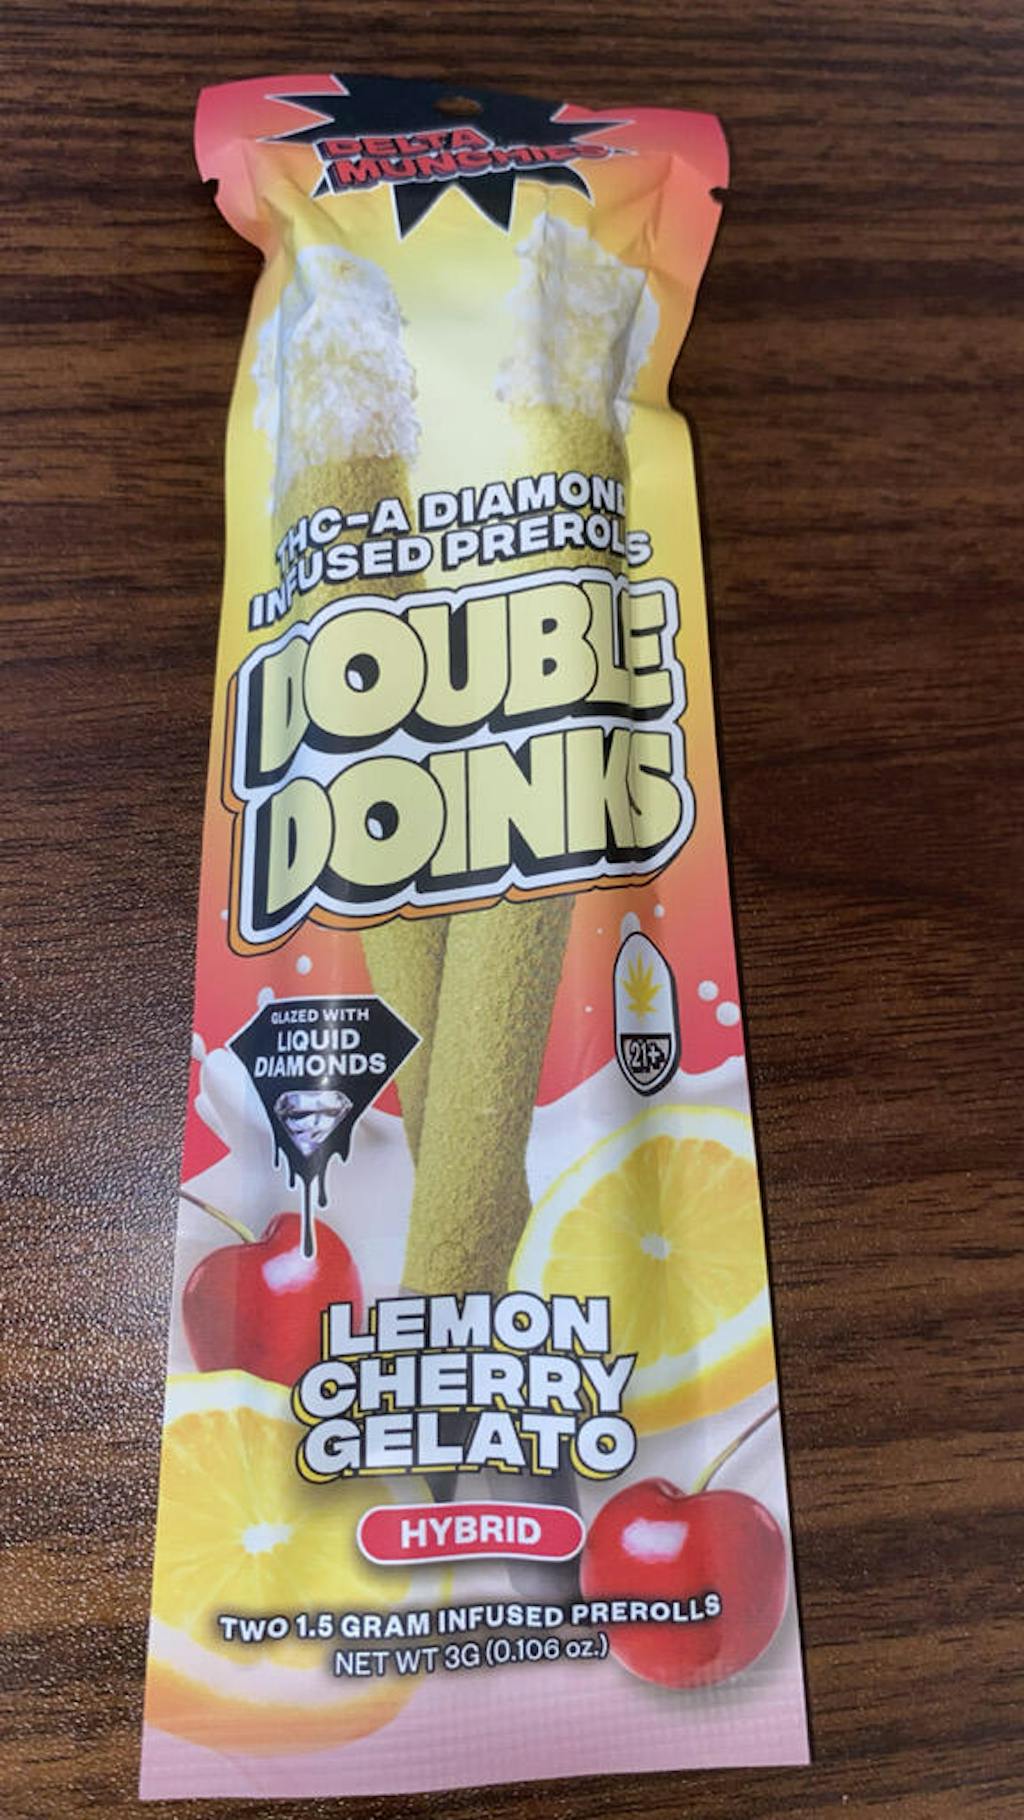 DELTA
MUNCHIES
THC-A DIAMOND
INFUSED PREROLS
DOUBLE
DOINKS
GLAZED WITH
LIQUID
DIAMONDS
21+
LEMON
CHERRY
GELATO
HYBRID
TWO 1.5 GRAM INFUSED PREROLLS
NET WT 3G (0.106 oz.)